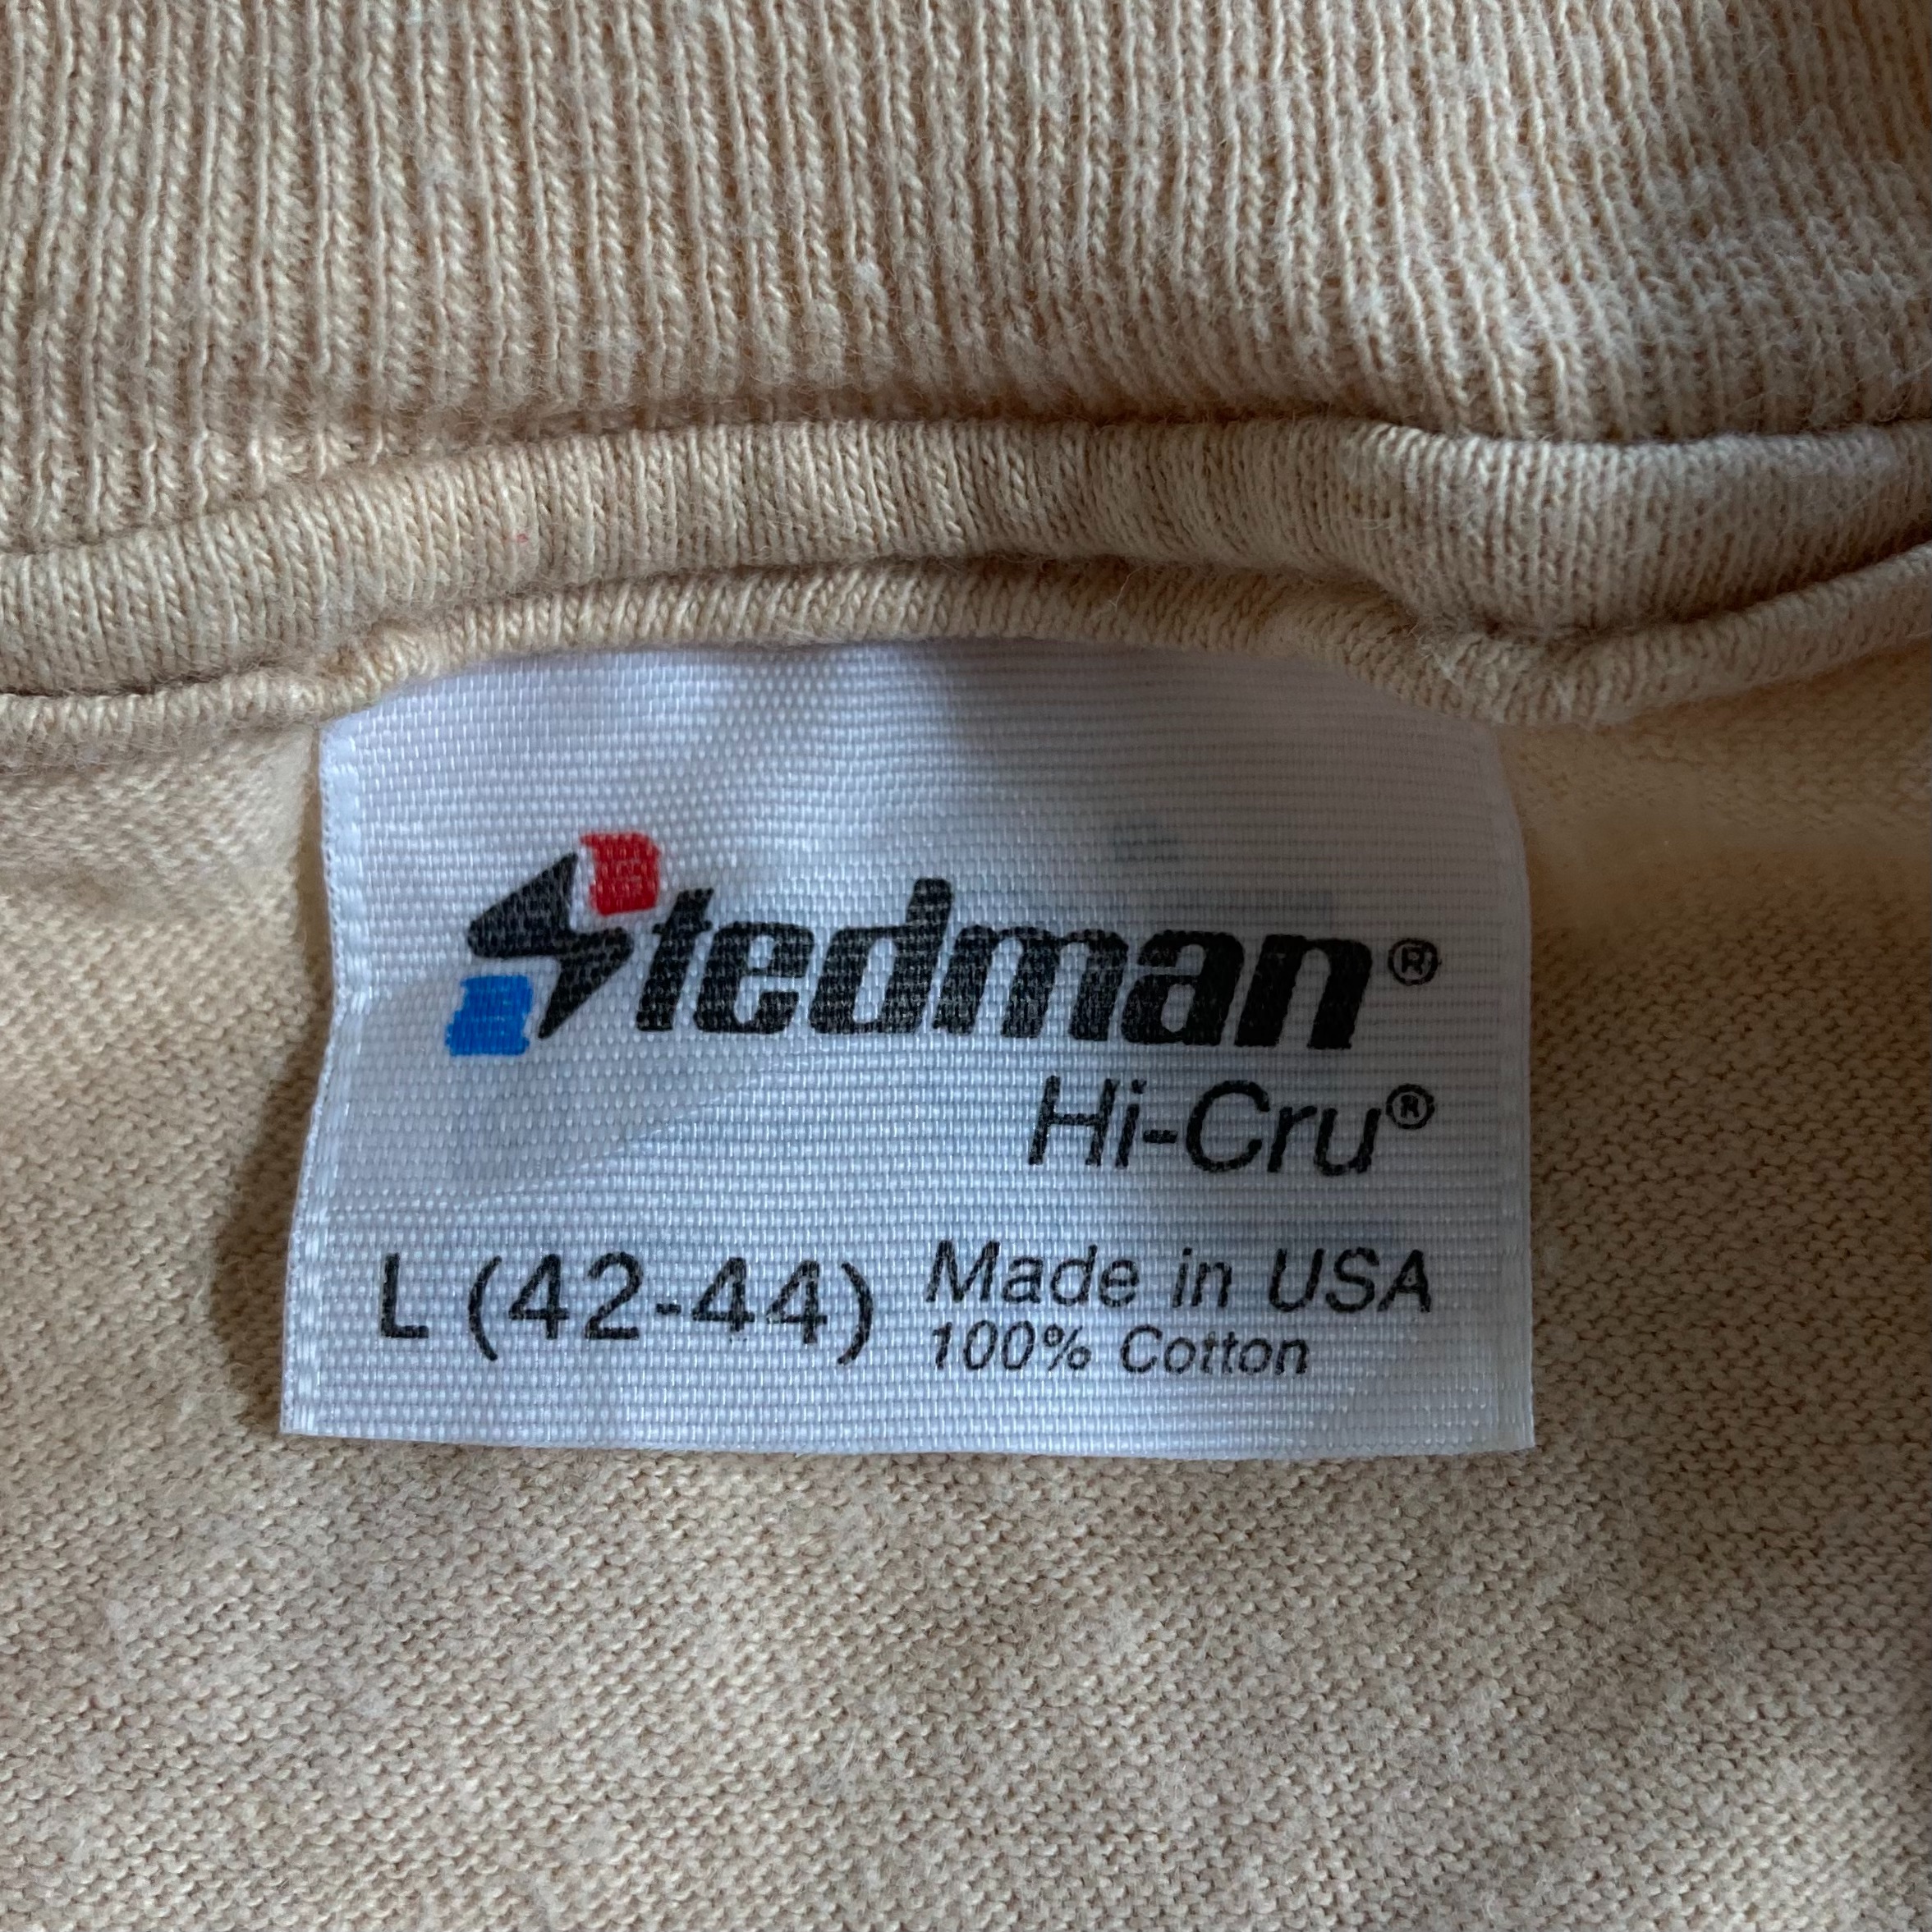 Stedman®
Hi-Cru®
L (42-44)
Made in USA
100% Cotton